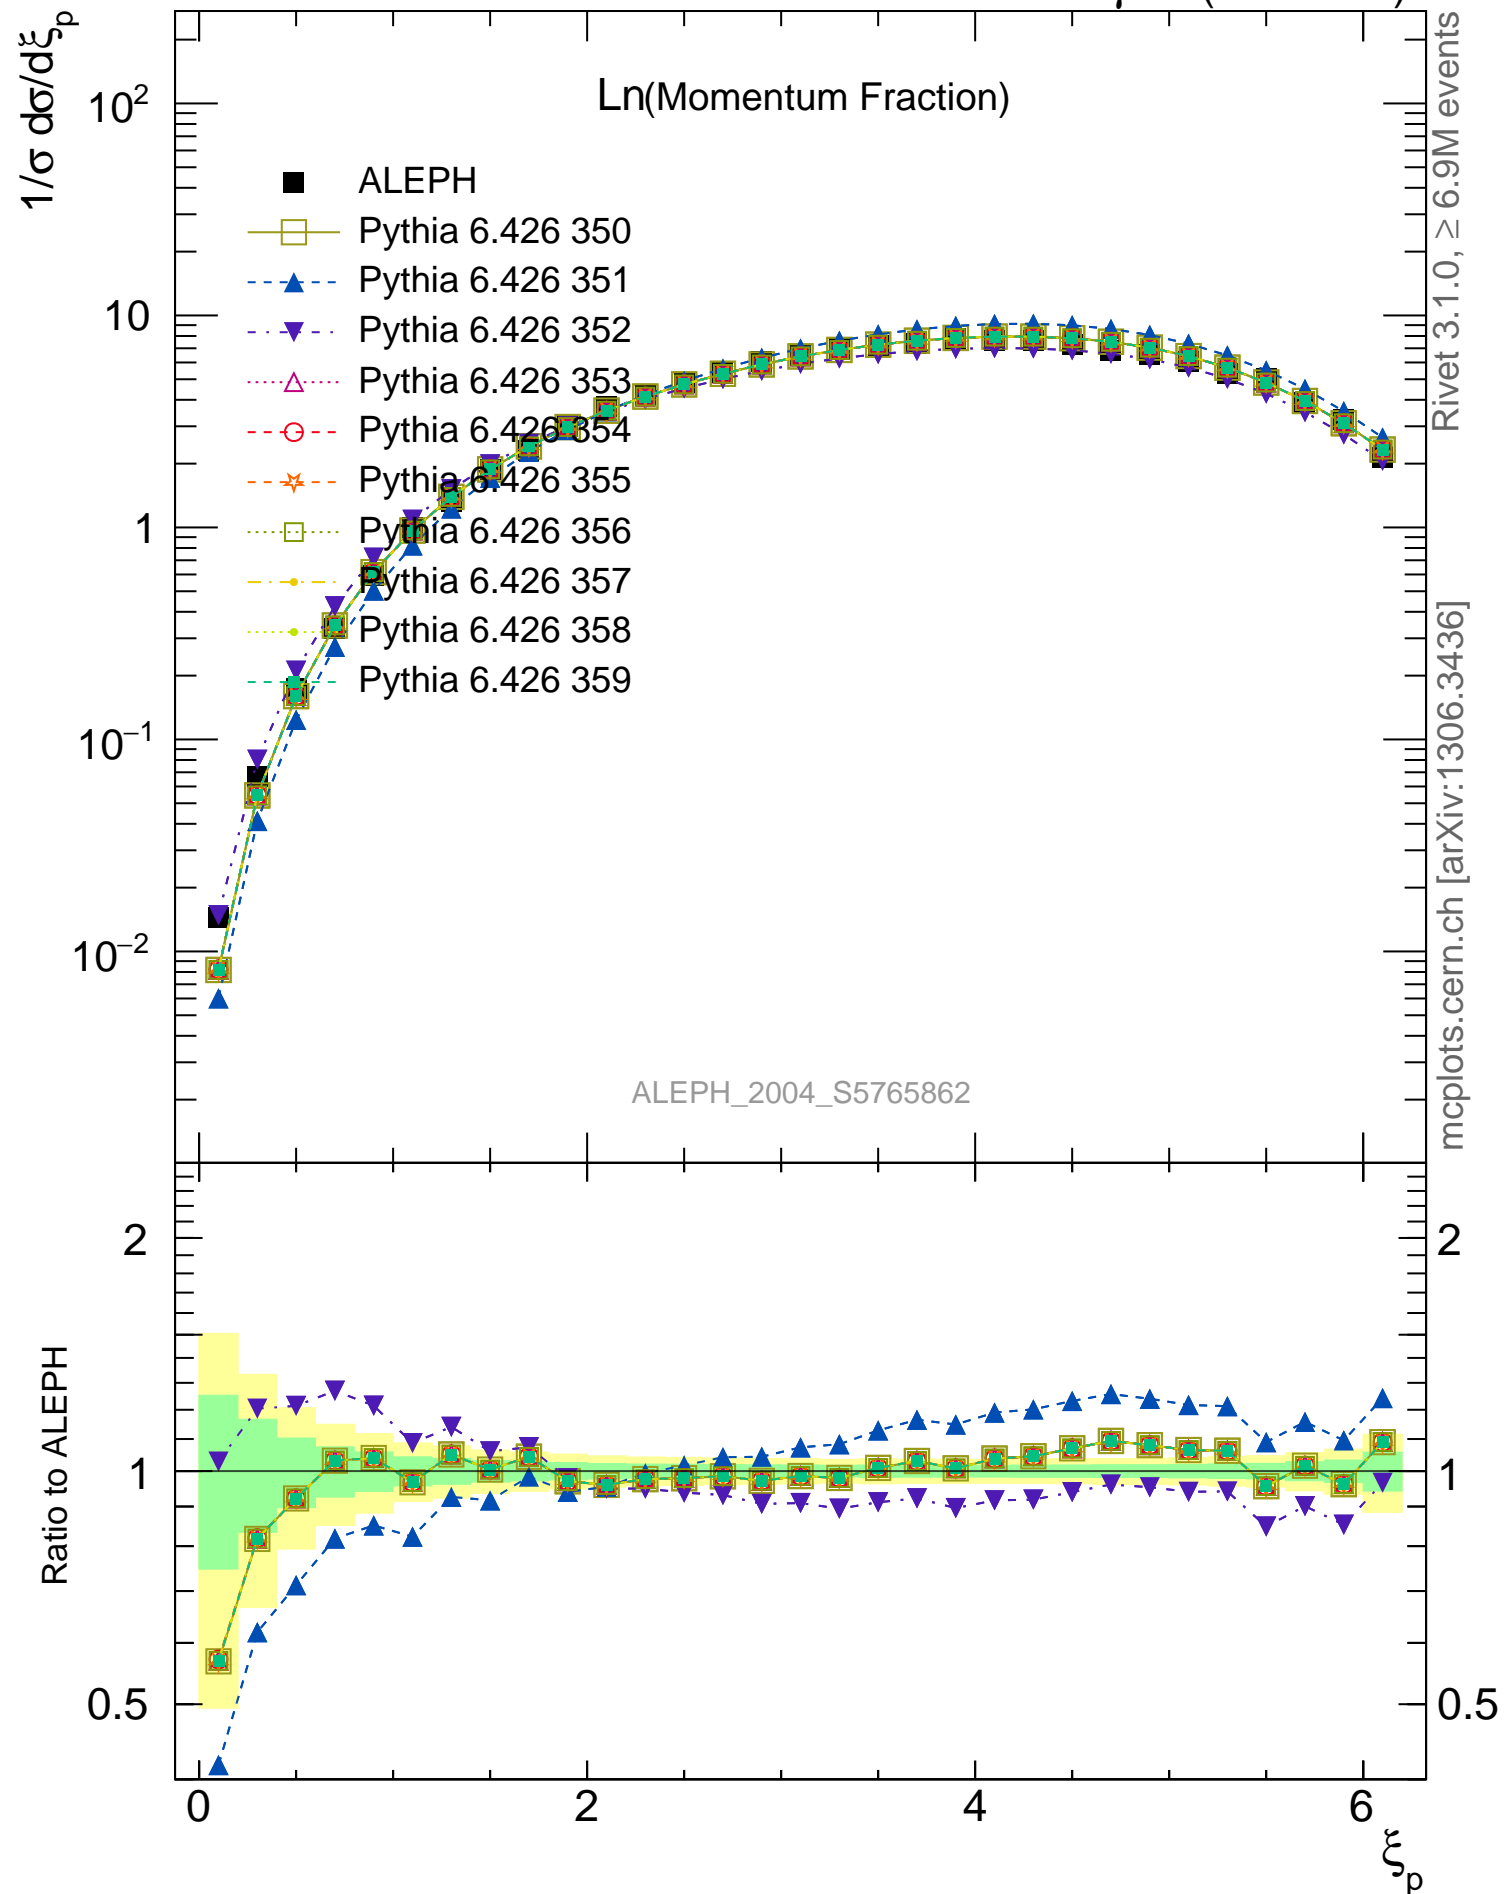 1/σ dσ/dξp
Ln(Momentum Fraction)
10²
10
1
10⁻¹
10⁻²
ALEPH
Pythia 6.426 350
Pythia 6.426 351
Pythia 6.426 352
Pythia 6.426 353
Pythia 6.426 354
Pythia 6.426 355
Pythia 6.426 356
Pythia 6.426 357
Pythia 6.426 358
Pythia 6.426 359
ALEPH_2004_S5765862
Rivet 3.1.0, ≥ 6.9M events
mcplots.cern.ch [arXiv:1306.3436]
Ratio to ALEPH
2
1
0.5
2
1
0.5
0
2
4
6
ξp